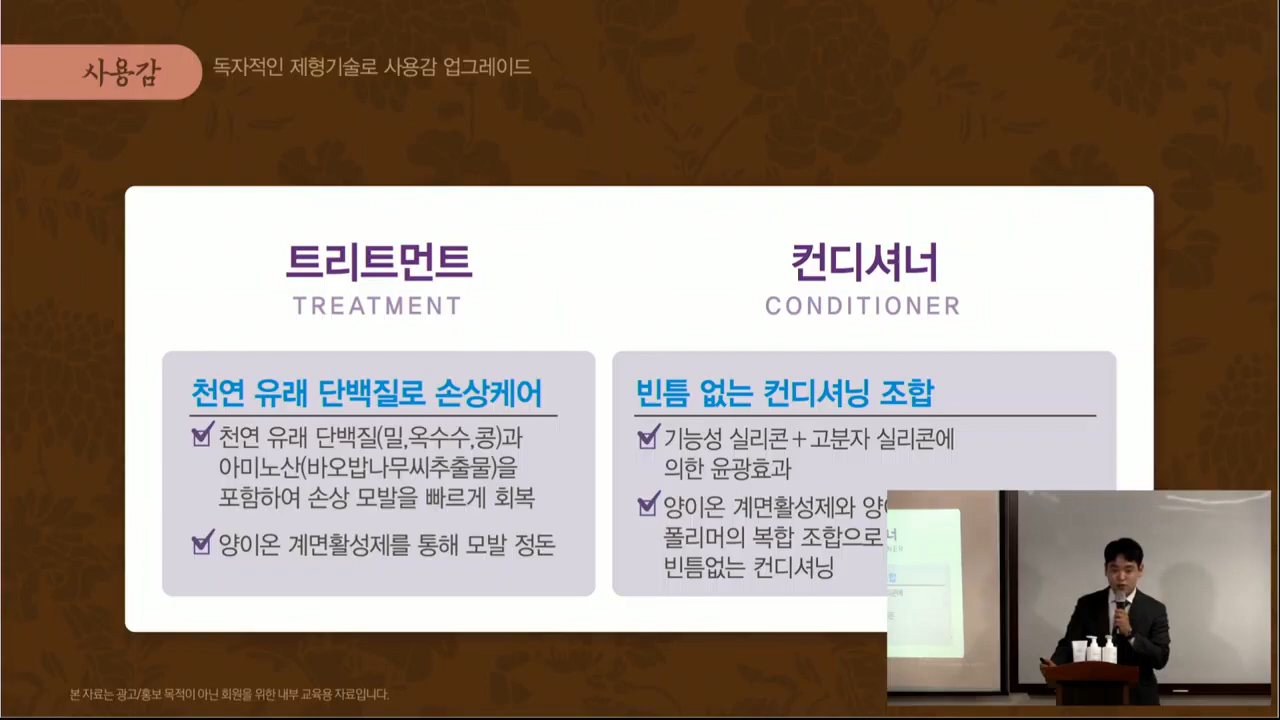 사용감
독자적인 제형기술로 사용감 업그레이드
트리트먼트
TREATMENT
천연 유래 단백질로 손상케어
천연 유래 단백질(밀,옥수수,콩)과
아미노산(바오밥나무씨추출물)을
포함하여 손상 모발을 빠르게 회복
양이온 계면활성제를 통해 모발 정돈
컨디셔너
CONDITIONER
빈틈 없는 컨디셔닝 조합
기능성 실리콘+고분자 실리콘에
의한 윤광효과
양이온 계면활성제와
폴리머의 복합 조합으로
빈틈없는 컨디셔닝
본 자료는 광고/홍보 목적이 아닌 회원을 위한 내부 교육용 자료입니다.